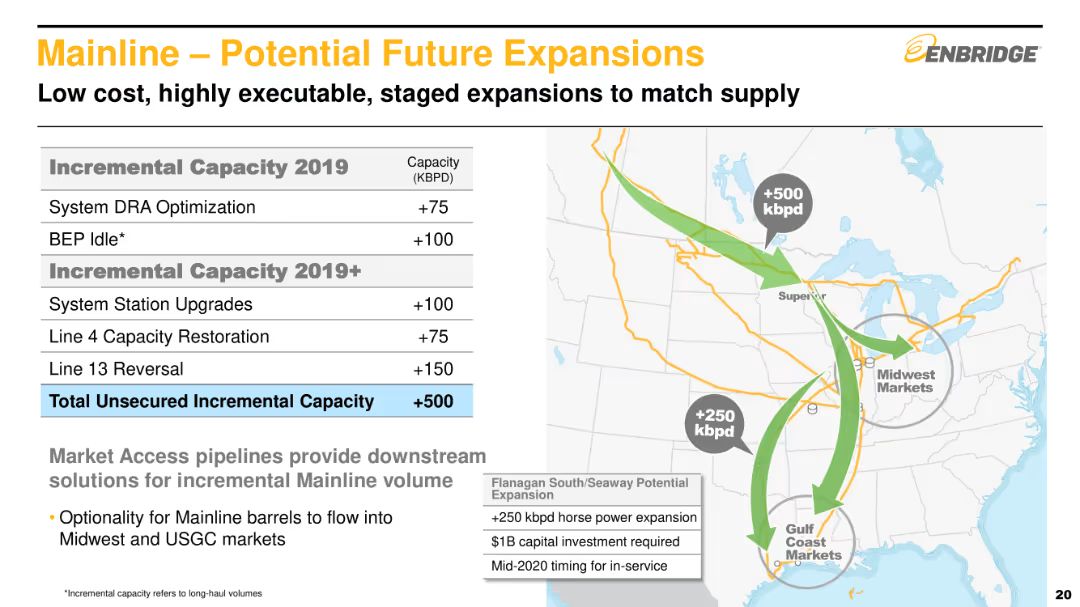 Mainline – Potential Future Expansions
ENBRIDGE
Low cost, highly executable, staged expansions to match supply
Incremental Capacity 2019 Capacity (KBPD)
System DRA Optimization +75
BEP Idle* +100
Incremental Capacity 2019+
System Station Upgrades +100
Line 4 Capacity Restoration +75
Line 13 Reversal +150
Total Unsecured Incremental Capacity +500
Market Access pipelines provide downstream
solutions for incremental Mainline volume
• Optionality for Mainline barrels to flow into
Midwest and USGC markets
+500
kbpd
Superior
Midwest
Markets
+250
kbpd
Flanagan South/Seaway Potential
Expansion
+250 kbpd horse power expansion
$1B capital investment required
Mid-2020 timing for in-service
Gulf
Coast
Markets
*Incremental capacity refers to long-haul volumes
20